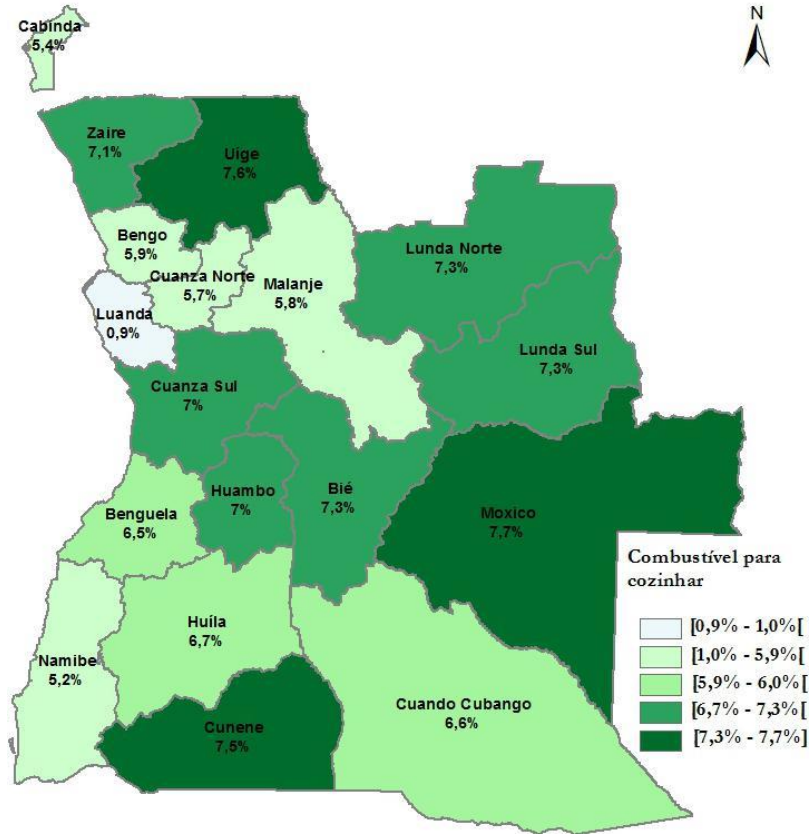 Cabinda
5,4%
N
Zaire
7,1%
Uige
7,6%
Bengo
5,9%
Cuanza Norte
5,7%
Malanje
5,8%
Lunda Norte
7,3%
Luanda
0,9%
Lunda Sul
7,3%
Cuanza Sul
7%
Huambo
7%
Bié
7,3%
Benguela
6,5%
Moxico
7,7%
Huíla
6,7%
Namibe
5,2%
Cunene
7,5%
Cuando Cubango
6,6%
Combustível para
cozinhar
[0,9% - 1,0%[
[1,0% - 5,9%[
[5,9% - 6,0%[
[6,7% - 7,3%[
[7,3% - 7,7%]